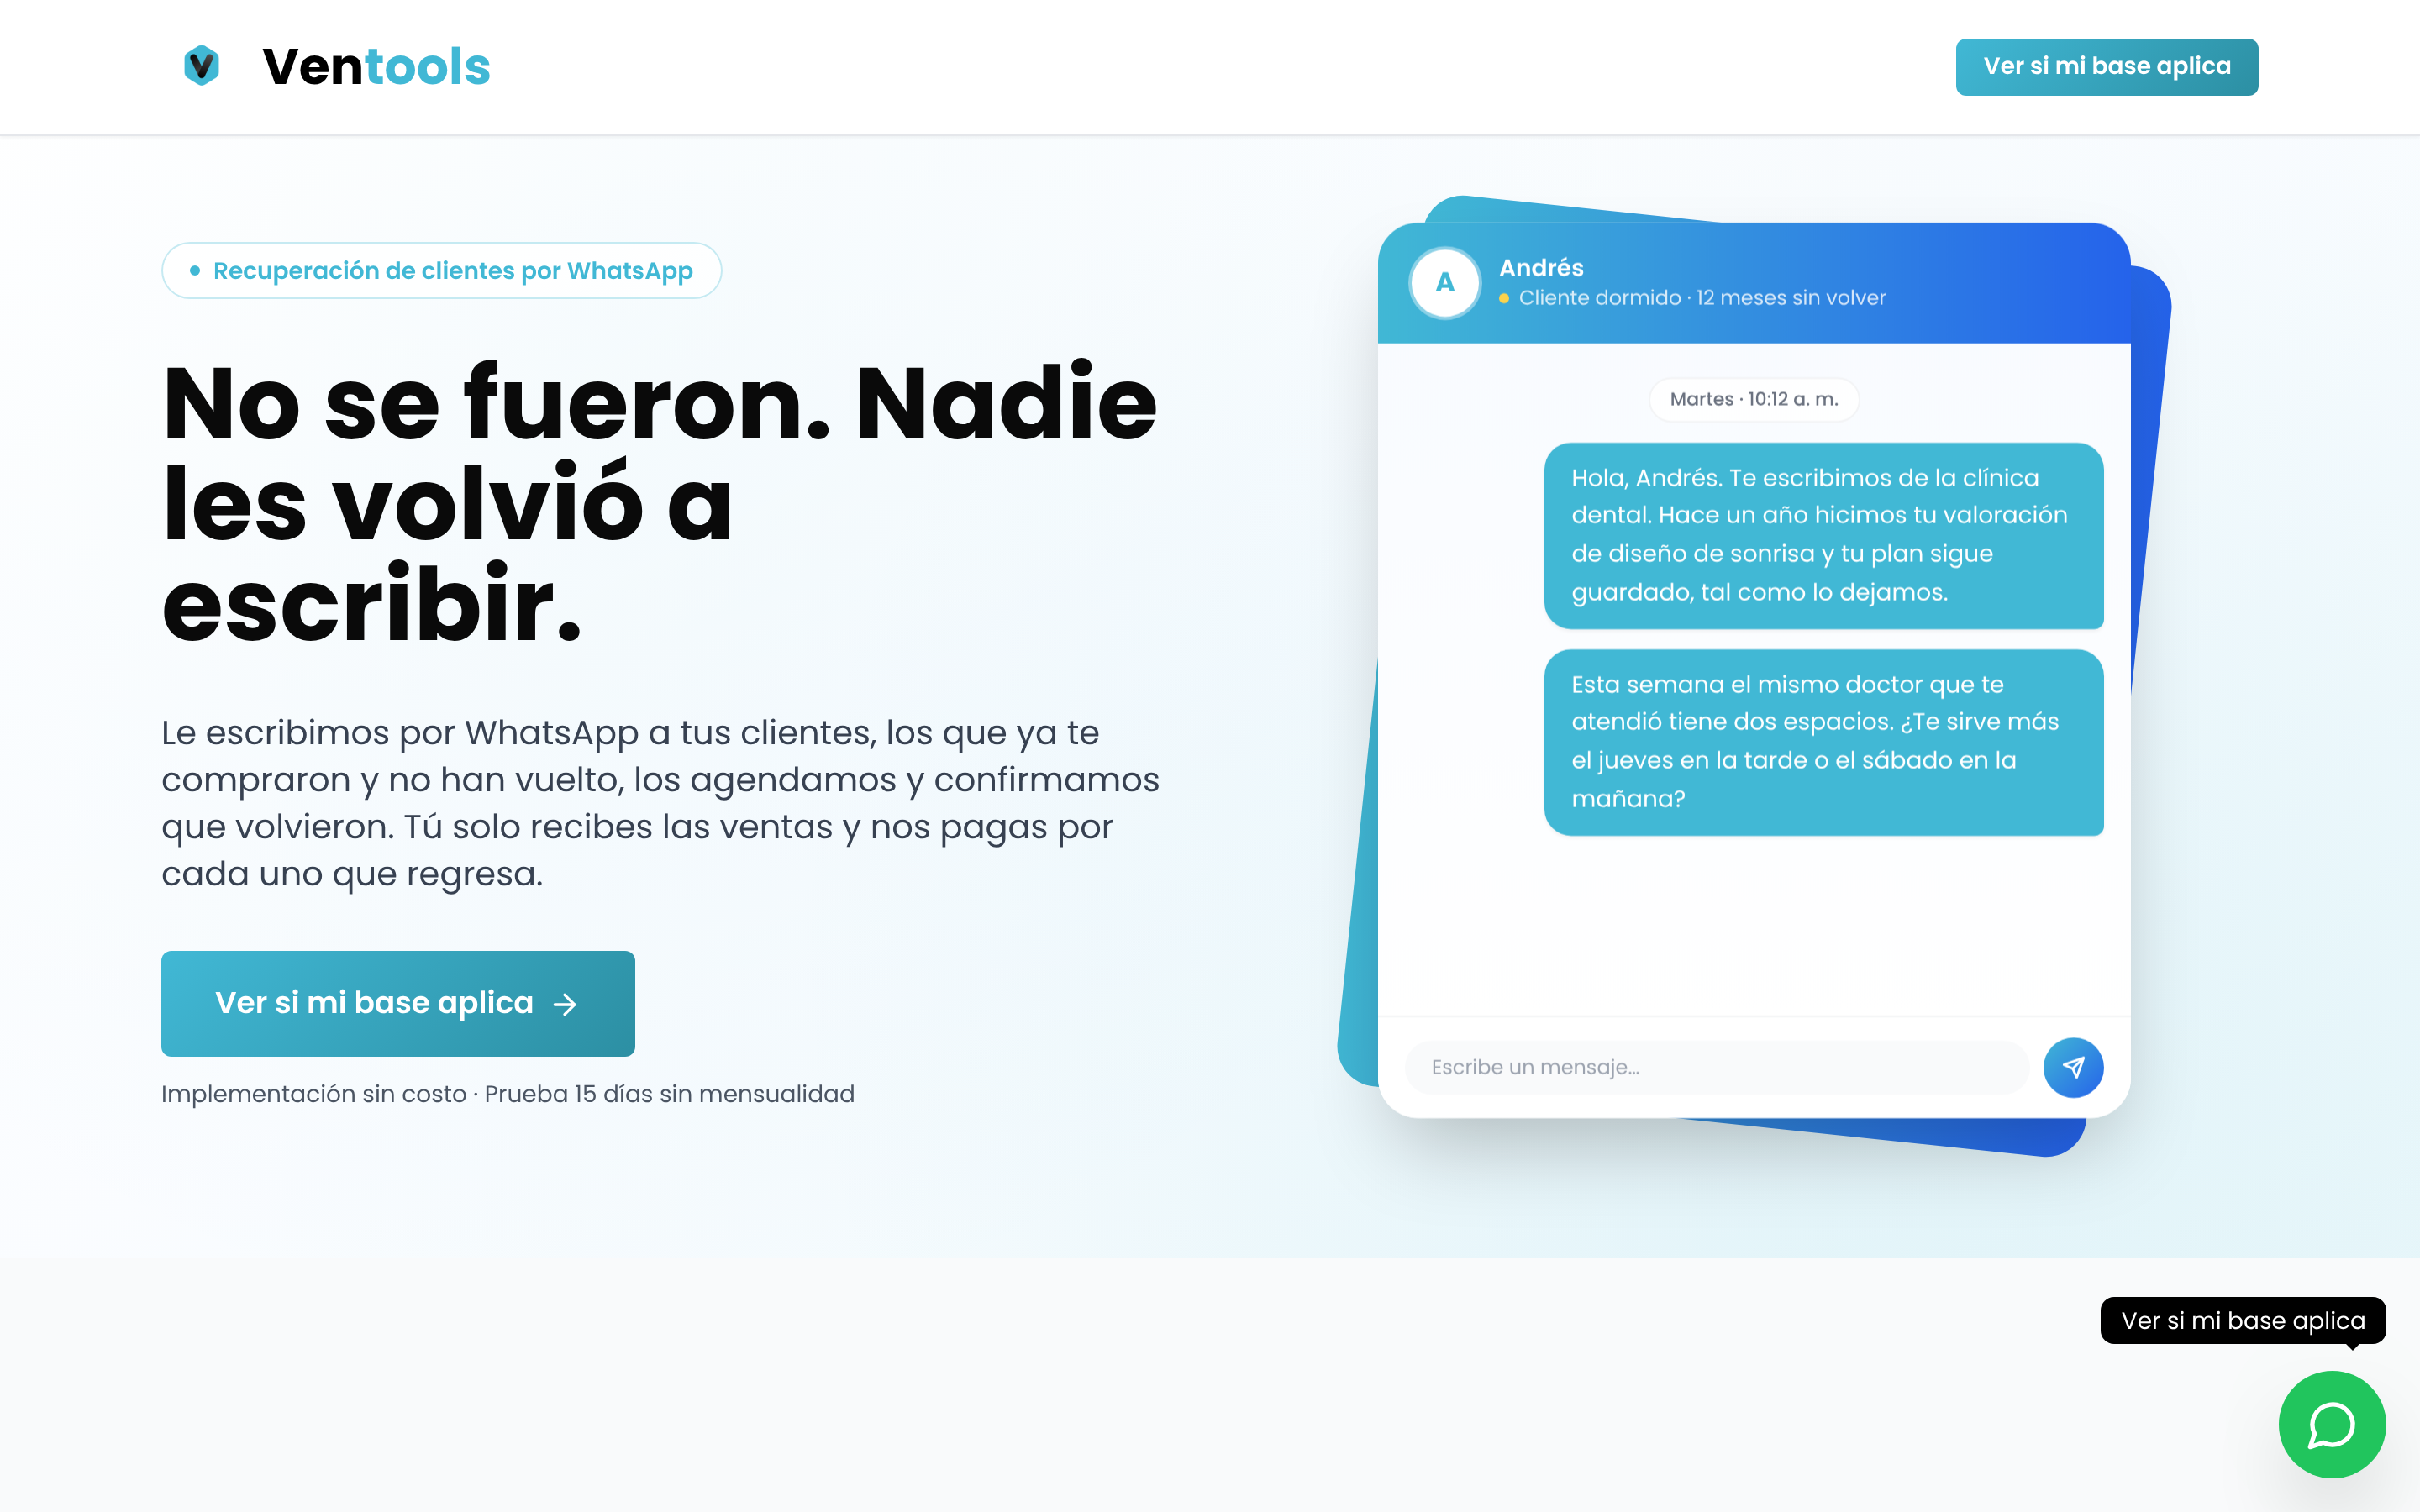 Ventools
Ver si mi base aplica
Recuperación de clientes por WhatsApp
No se fueron. Nadie
les volvió a
escribir.
Le escribimos por WhatsApp a tus clientes, los que ya te
compraron y no han vuelto, los agendamos y confirmamos
que volvieron. Tú solo recibes las ventas y nos pagas por
cada uno que regresa.
Ver si mi base aplica →
Implementación sin costo · Prueba 15 días sin mensualidad
A
Andrés
Cliente dormido · 12 meses sin volver
Martes · 10:12 a. m.
Hola, Andrés. Te escribimos de la clínica
dental. Hace un año hicimos tu valoración
de diseño de sonrisa y tu plan sigue
guardado, tal como lo dejamos.
Esta semana el mismo doctor que te
atendió tiene dos espacios. ¿Te sirve más
el jueves en la tarde o el sábado en la
mañana?
Escribe un mensaje...
Ver si mi base aplica